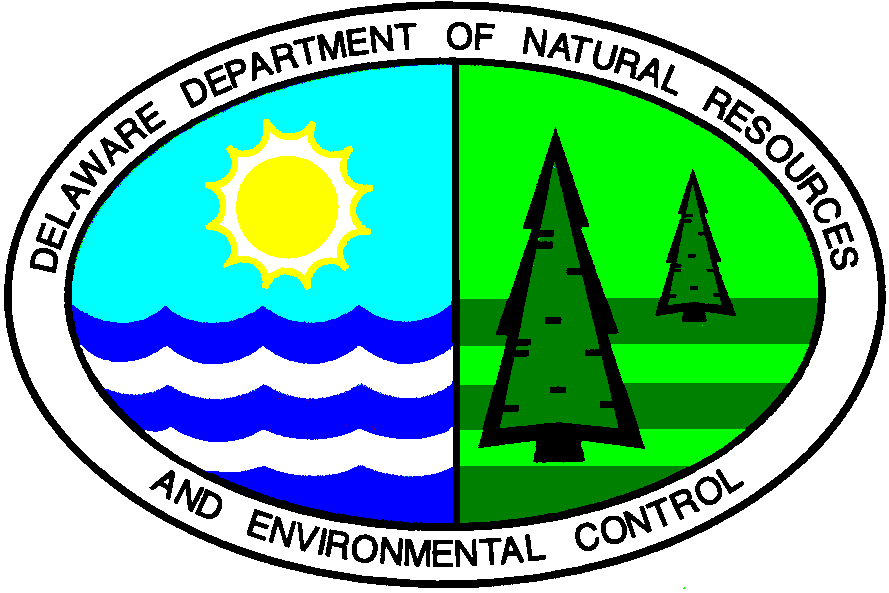 DELAWARE DEPARTMENT OF NATURAL RESOURCES
AND ENVIRONMENTAL CONTROL